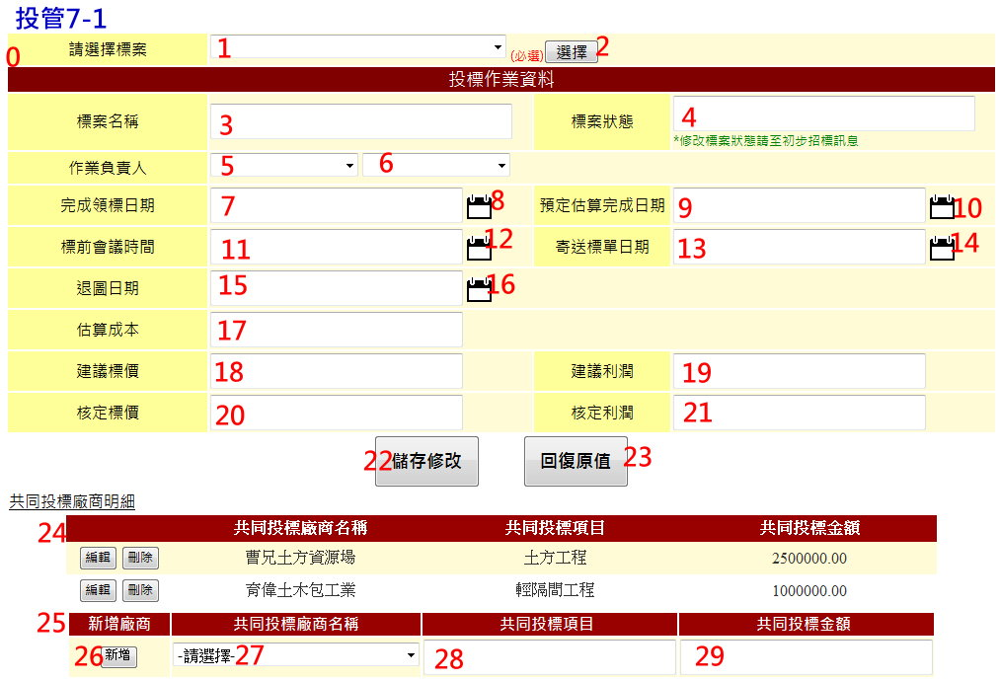 投管7-1
0 請選擇標案 1 (必選) 選擇 2
投標作業資料
標案名稱 3 標案狀態 4
*修改標案狀態請至初步招標訊息
作業負責人 5 6
完成領標日期 7 8 預定估算完成日期 9 10
標前會議時間 11 12 寄送標單日期 13 14
退圖日期 15 16
估算成本 17
建議標價 18 建議利潤 19
核定標價 20 核定利潤 21
22 儲存修改 回復原值 23
共同投標廠商明細
24 共同投標廠商名稱 共同投標項目 共同投標金額
編輯 刪除 曹兄土方資源場 土方工程 2500000.00
編輯 刪除 育偉土木包工業 輕隔間工程 1000000.00
25 新增廠商 共同投標廠商名稱 共同投標項目 共同投標金額
26 新增 -請選擇- 27 28 29